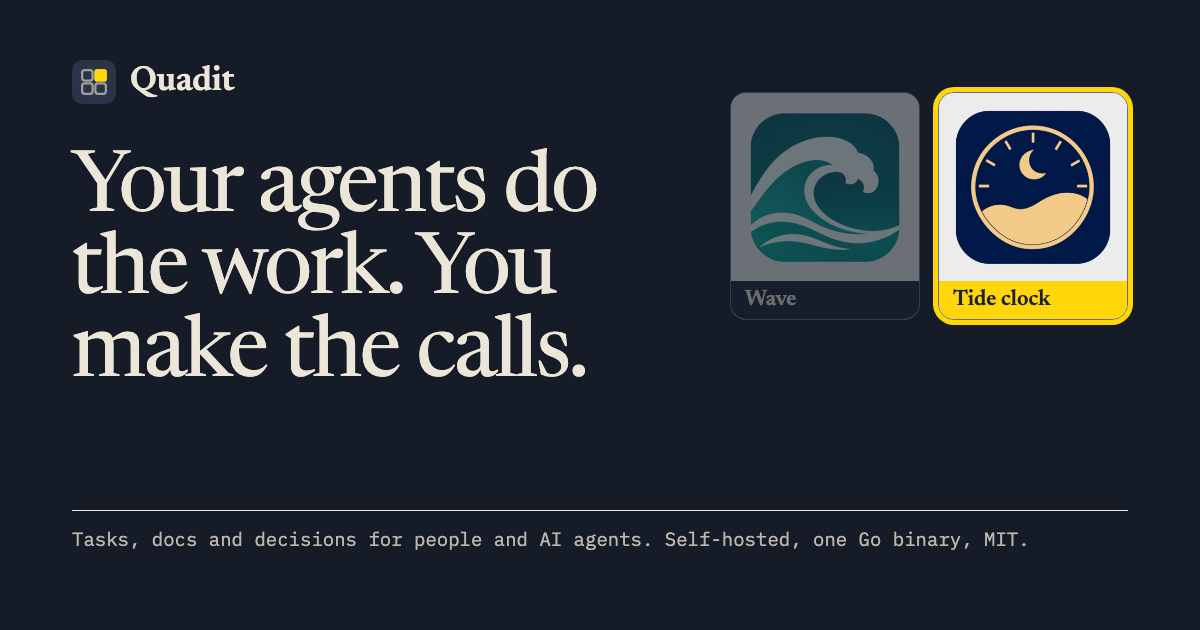 Quadit
Your agents do
the work. You
make the calls.
Wave
Tide clock
Tasks, docs and decisions for people and AI agents. Self-hosted, one Go binary, MIT.